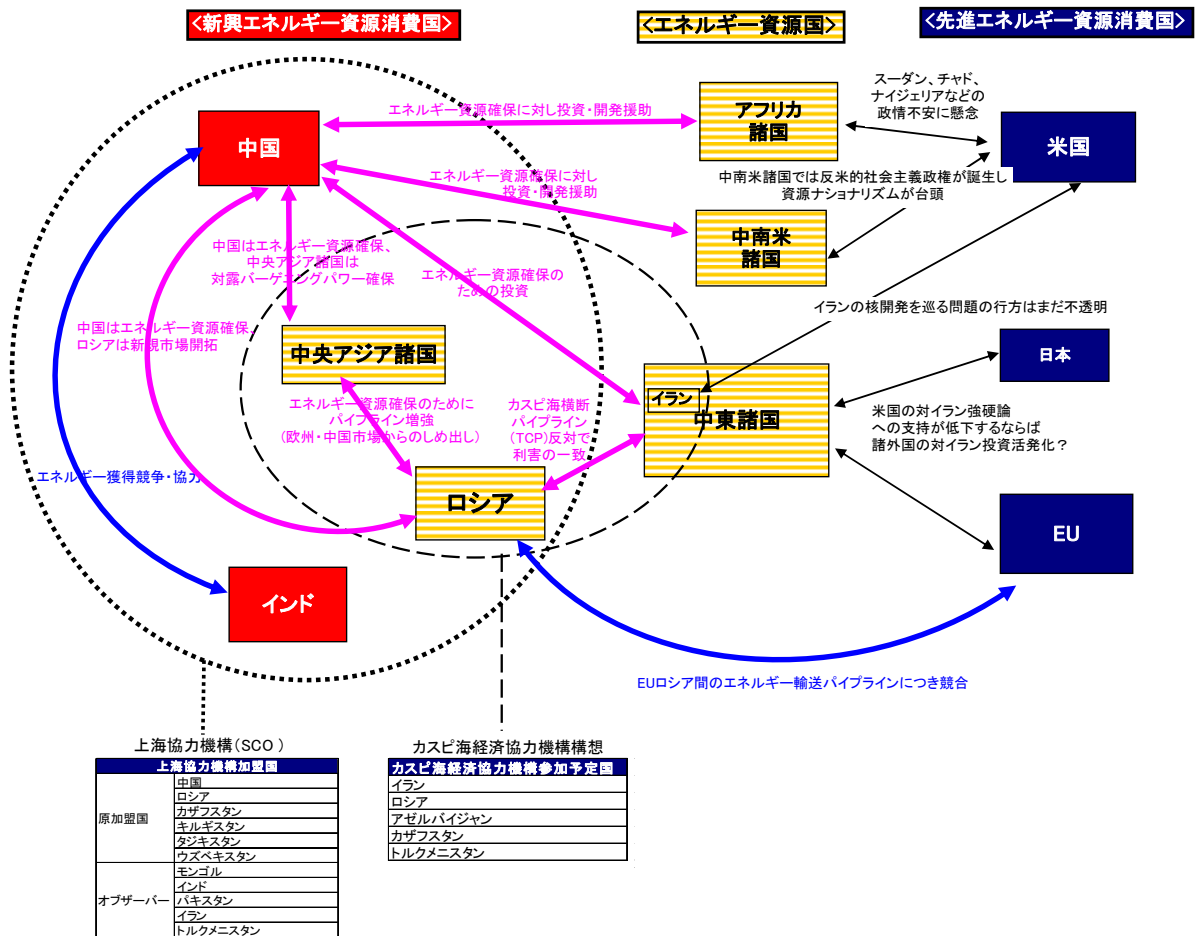 <新興エネルギー資源消費国>
<エネルギー資源国>
<先進エネルギー資源消費国>
中国
エネルギー資源確保に対し投資・開発援助
アフリカ
諸国
スーダン、チャド、
ナイジェリアなどの
政情不安に懸念
米国
エネルギー資源確保に対し
投資・開発援助
中南米諸国では反米的社会主義政権が誕生し
資源ナショナリズムが台頭
中南米
諸国
中国はエネルギー資源確保、
中央アジア諸国は
対露バーゲニングパワー確保
エネルギー資源確保の
ための投資
イランの核開発を巡る問題の行方はまだ不透明
中国はエネルギー資源確保、
ロシアは新規市場開拓
中央アジア諸国
日本
イラン
中東諸国
エネルギー資源確保のために
パイプライン増強
(欧州・中国市場からのしめ出し)
カスピ海横断
パイプライン
(TCP)反対で
利害の一致
米国の対イラン強硬論
への支持が低下するならば
諸外国の対イラン投資活発化?
エネルギー獲得競争・協力
ロシア
EU
インド
EUロシア間のエネルギー輸送パイプラインにつき競合
上海協力機構(SCO)
上海協力機構加盟国
原加盟国
中国
ロシア
カザフスタン
キルギスタン
タジキスタン
ウズベキスタン
オブザーバー
モンゴル
インド
パキスタン
イラン
トルクメニスタン
カスピ海経済協力機構構想
カスピ海経済協力機構参加予定国
イラン
ロシア
アゼルバイジャン
カザフスタン
トルクメニスタン